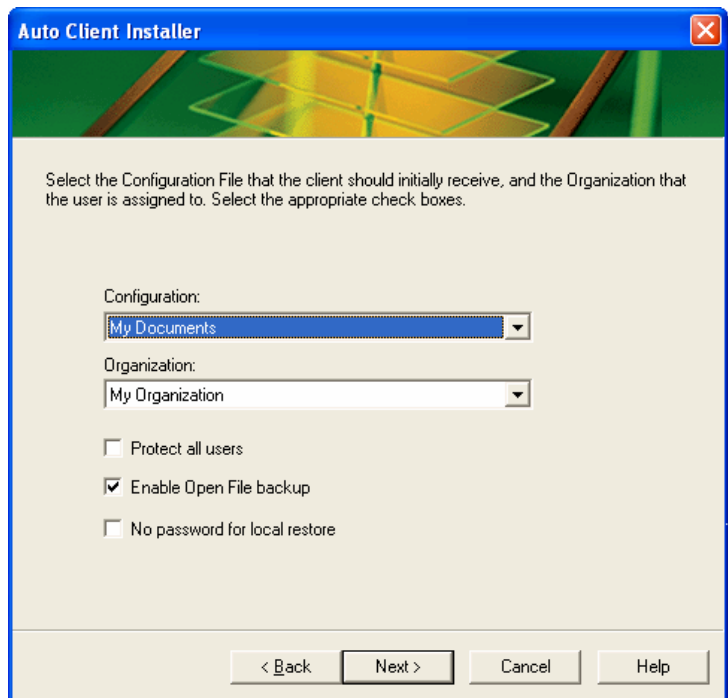 Auto Client Installer
Select the Configuration File that the client should initially receive, and the Organization that
the user is assigned to. Select the appropriate check boxes.
Configuration:
My Documents
Organization:
My Organization
Protect all users
Enable Open File backup
No password for local restore
< Back
Next >
Cancel
Help